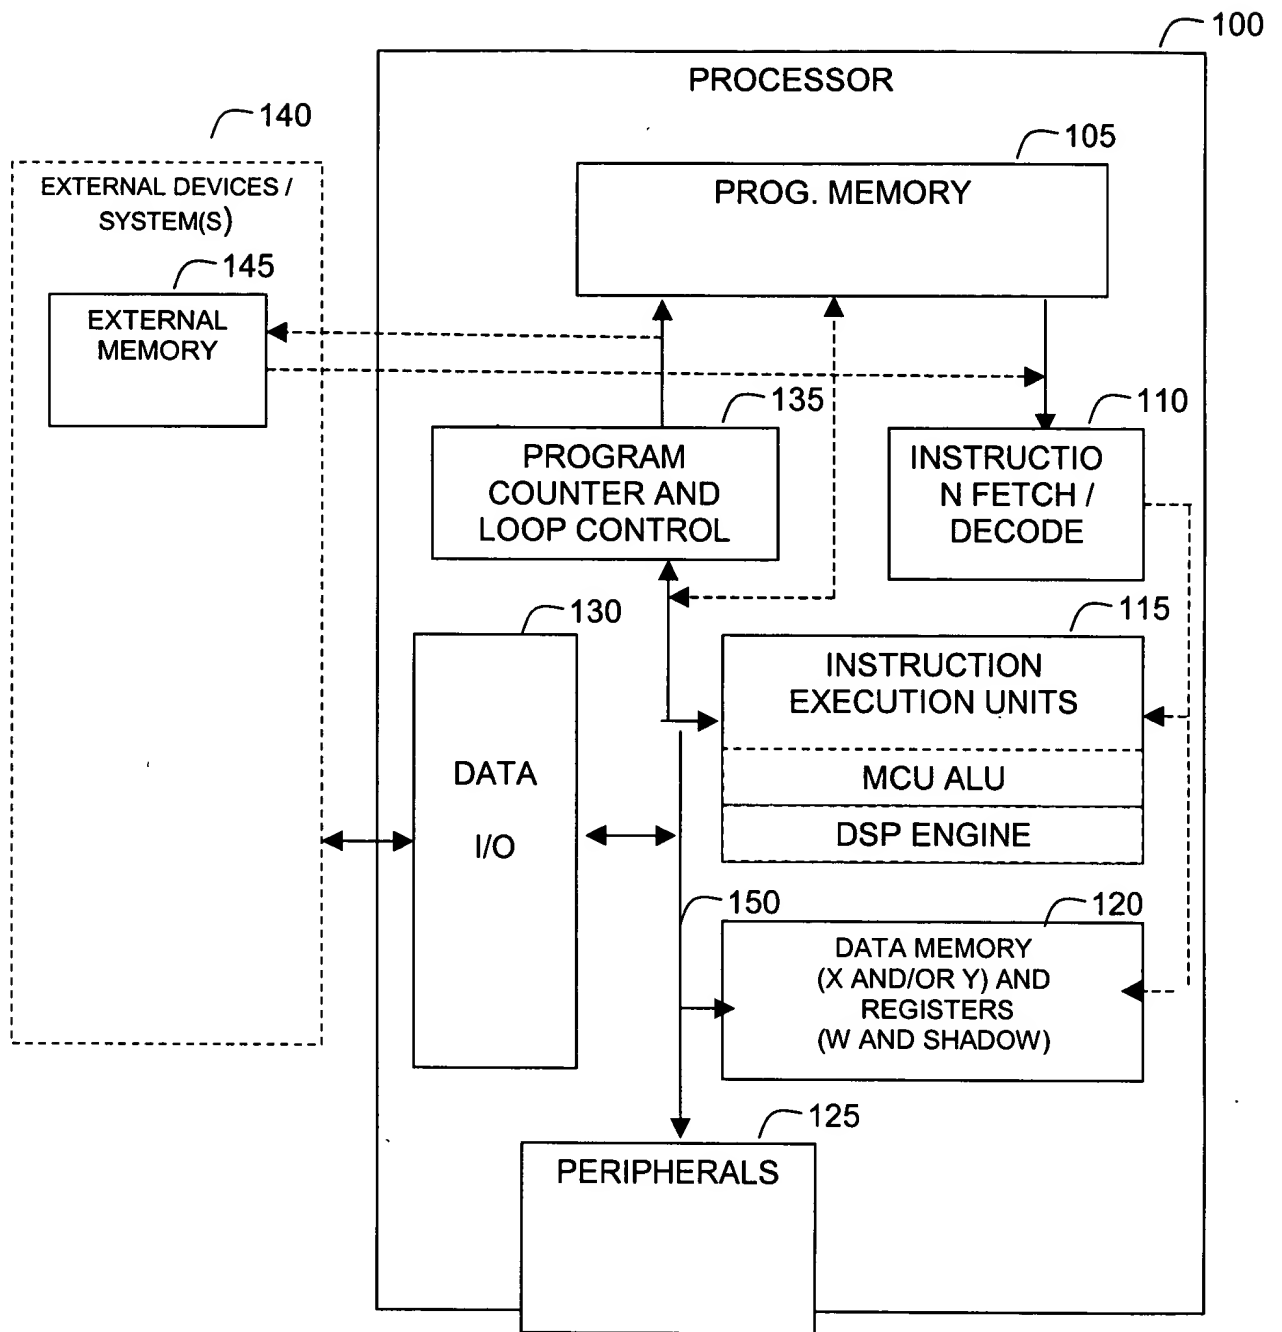 100
PROCESSOR
140
105
EXTERNAL DEVICES /
SYSTEM(S)
PROG. MEMORY
145
EXTERNAL
MEMORY
135
110
PROGRAM
COUNTER AND
LOOP CONTROL
INSTRUCTIO
N FETCH /
DECODE
130
115
INSTRUCTION
EXECUTION UNITS
DATA
I/O
MCU ALU
DSP ENGINE
150
120
DATA MEMORY
(X AND/OR Y) AND
REGISTERS
(W AND SHADOW)
125
PERIPHERALS